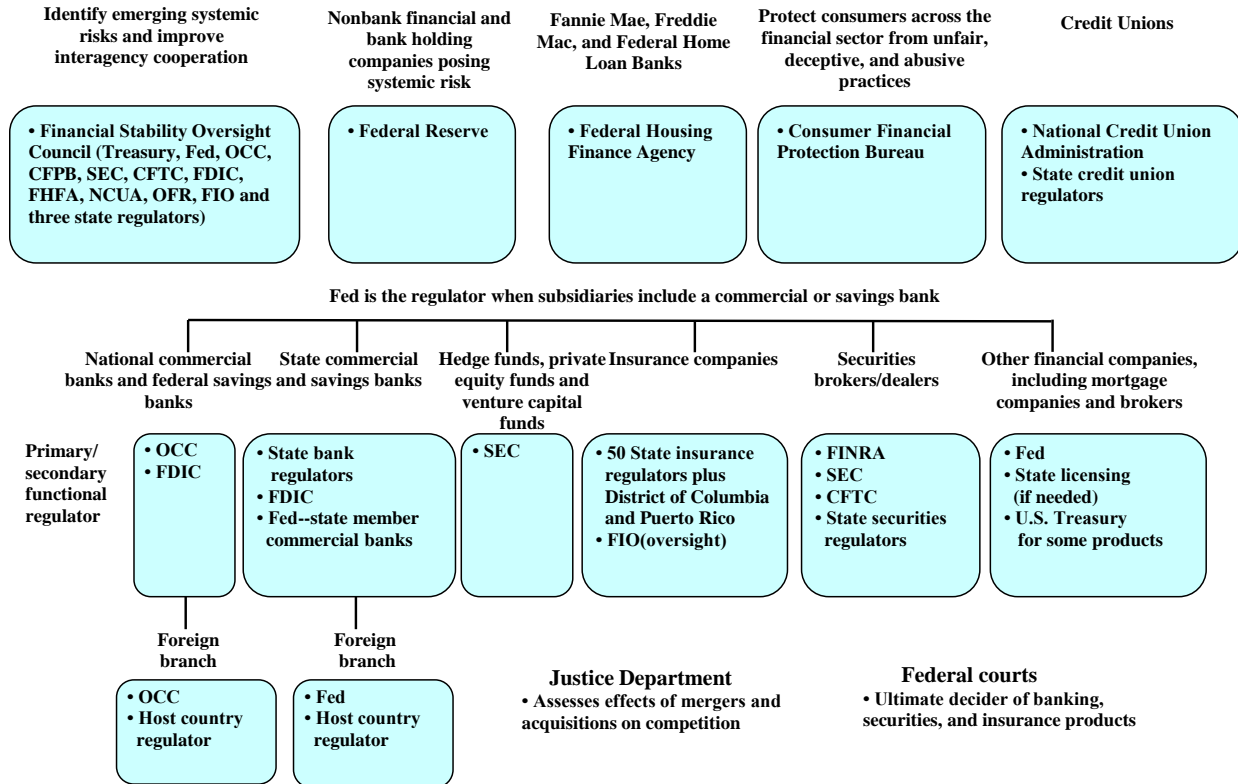 Identify emerging systemic
risks and improve
interagency cooperation
Nonbank financial and
bank holding
companies posing
systemic risk
Fannie Mae, Freddie
Mac, and Federal Home
Loan Banks
Protect consumers across the
financial sector from unfair,
deceptive, and abusive
practices
Credit Unions
• Financial Stability Oversight
Council (Treasury, Fed, OCC,
CFPB, SEC, CFTC, FDIC,
FHFA, NCUA, OFR, FIO and
three state regulators)
• Federal Reserve
• Federal Housing
Finance Agency
• Consumer Financial
Protection Bureau
• National Credit Union
Administration
• State credit union
regulators
Fed is the regulator when subsidiaries include a commercial or savings bank
National commercial
banks and federal savings
banks
State commercial
and savings banks
Hedge funds, private
equity funds and
venture capital
funds
Insurance companies
Securities
brokers/dealers
Other financial companies,
including mortgage
companies and brokers
Primary/
secondary
functional
regulator
• OCC
• FDIC
• State bank
regulators
• FDIC
• Fed--state member
commercial banks
• SEC
• 50 State insurance
regulators plus
District of Columbia
and Puerto Rico
• FIO(oversight)
• FINRA
• SEC
• CFTC
• State securities
regulators
• Fed
• State licensing
(if needed)
• U.S. Treasury
for some products
Foreign
branch
Foreign
branch
• OCC
• Host country
regulator
• Fed
• Host country
regulator
Justice Department
• Assesses effects of mergers and
acquisitions on competition
Federal courts
• Ultimate decider of banking,
securities, and insurance products